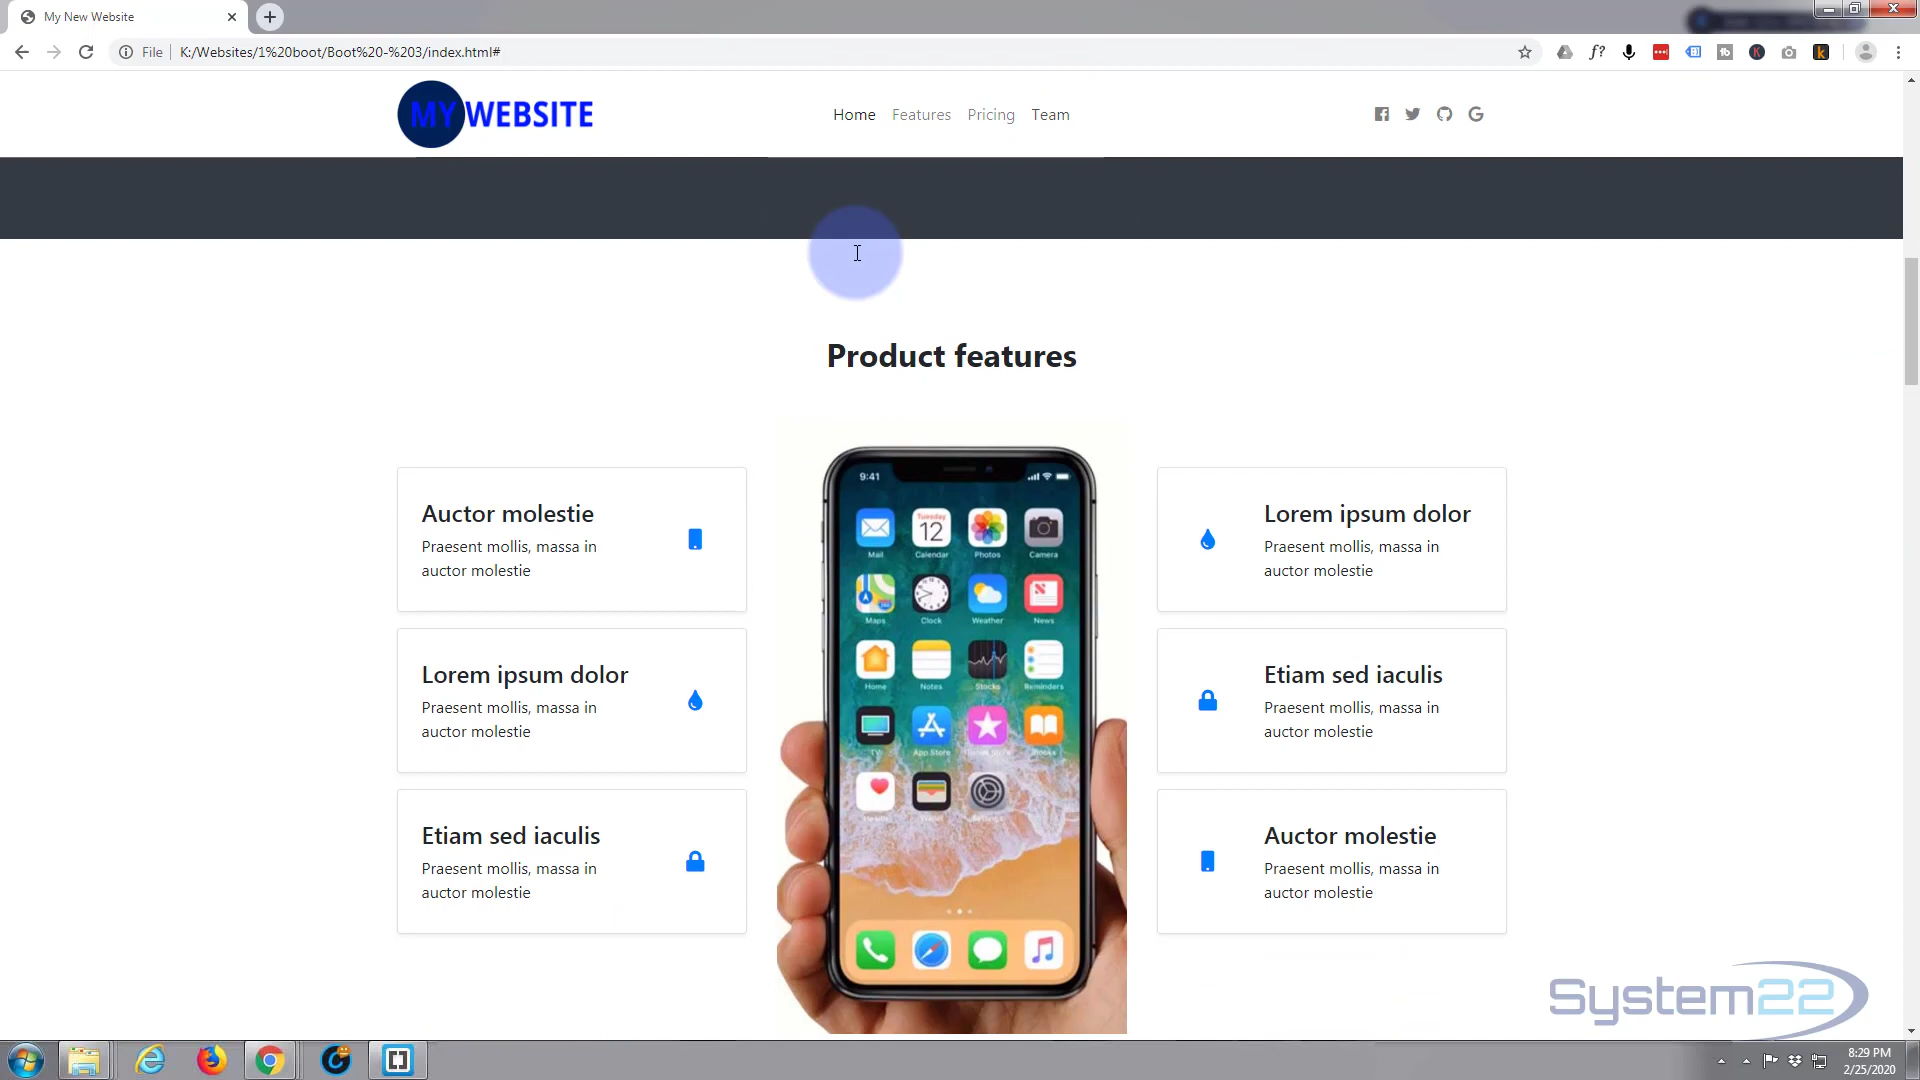 My New Website
File
K:/Websites/1%20boot/Boot%20-%203/index.html#
MY WEBSITE
Home Features Pricing Team
Product features
Auctor molestie
Praesent mollis, massa in
auctor molestie
Lorem ipsum dolor
Praesent mollis, massa in
auctor molestie
Etiam sed iaculis
Praesent mollis, massa in
auctor molestie
9:41
Tuesday
12
Mail Calendar Photos Camera
Maps Clock Weather News
Home Notes Stocks Reminders
TV App Store iTunes Store iBooks
Lorem ipsum dolor
Praesent mollis, massa in
auctor molestie
Etiam sed iaculis
Praesent mollis, massa in
auctor molestie
Auctor molestie
Praesent mollis, massa in
auctor molestie
System22
8:29 PM
2/25/2020